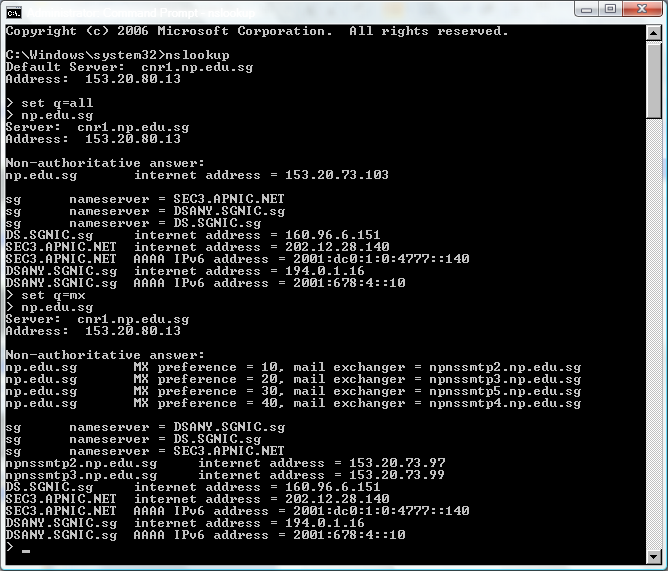 Copyright (c) 2006 Microsoft Corporation.  All rights reserved.
C:\Windows\system32>nslookup
Default Server:  cnr1.np.edu.sg
Address:  153.20.80.13
> set q=all
> np.edu.sg
Server:  cnr1.np.edu.sg
Address:  153.20.80.13
Non-authoritative answer:
np.edu.sg       internet address = 153.20.73.103
sg      nameserver = SEC3.APNIC.NET
sg      nameserver = DSANY.SGNIC.sg
sg      nameserver = DS.SGNIC.sg
DS.SGNIC.sg     internet address = 160.96.6.151
SEC3.APNIC.NET  internet address = 202.12.28.140
SEC3.APNIC.NET  AAAA IPv6 address = 2001:dc0:1:0:4777::140
DSANY.SGNIC.sg  internet address = 194.0.1.16
DSANY.SGNIC.sg  AAAA IPv6 address = 2001:678:4::10
> set q=mx
> np.edu.sg
Server:  cnr1.np.edu.sg
Address:  153.20.80.13
Non-authoritative answer:
np.edu.sg       MX preference = 10, mail exchanger = npnssmtp2.np.edu.sg
np.edu.sg       MX preference = 20, mail exchanger = npnssmtp3.np.edu.sg
np.edu.sg       MX preference = 30, mail exchanger = npnssmtp5.np.edu.sg
np.edu.sg       MX preference = 40, mail exchanger = npnssmtp4.np.edu.sg
sg      nameserver = DSANY.SGNIC.sg
sg      nameserver = DS.SGNIC.sg
sg      nameserver = SEC3.APNIC.NET
npnssmtp2.np.edu.sg     internet address = 153.20.73.97
npnssmtp3.np.edu.sg     internet address = 153.20.73.99
DS.SGNIC.sg     internet address = 160.96.6.151
SEC3.APNIC.NET  internet address = 202.12.28.140
SEC3.APNIC.NET  AAAA IPv6 address = 2001:dc0:1:0:4777::140
DSANY.SGNIC.sg  internet address = 194.0.1.16
DSANY.SGNIC.sg  AAAA IPv6 address = 2001:678:4::10
> _